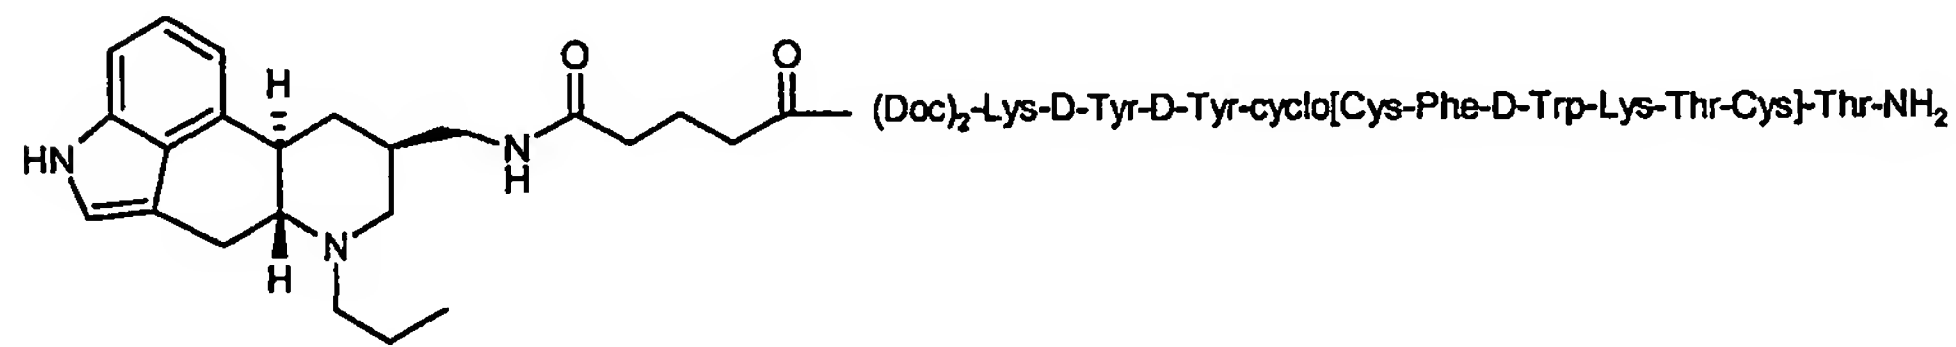 O
O
H
(Doc)2-Lys-D-Tyr-D-Tyr-cyclo[Cys-Phe-D-Trp-Lys-Thr-Cys]-Thr-NH2
HN
N
H
N
H